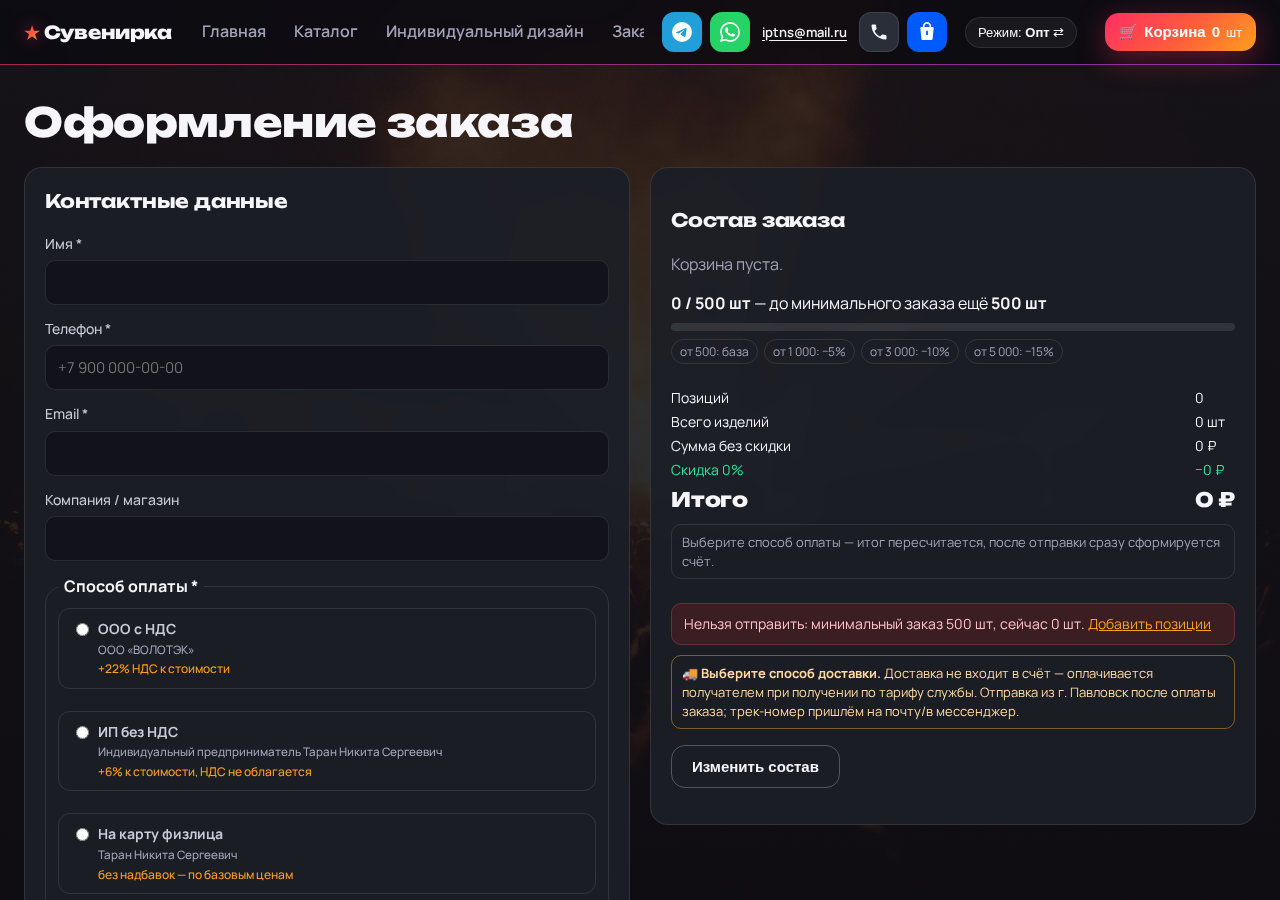 ★ Сувенирка
Главная
Каталог
Индивидуальный дизайн
Зака
iptns@mail.ru
Режим: Опт ⇄
🛒 Корзина 0 шт
Оформление заказа
Контактные данные
Имя *
Телефон *
+7 900 000-00-00
Email *
Компания / магазин
Способ оплаты *
ООО с НДС
ООО «ВОЛОТЭК»
+22% НДС к стоимости
ИП без НДС
Индивидуальный предприниматель Таран Никита Сергеевич
+6% к стоимости, НДС не облагается
На карту физлица
Таран Никита Сергеевич
без надбавок — по базовым ценам
Состав заказа
Корзина пуста.
0 / 500 шт — до минимального заказа ещё 500 шт
от 500: база
от 1 000: −5%
от 3 000: −10%
от 5 000: −15%
Позиций 0
Всего изделий 0 шт
Сумма без скидки 0 ₽
Скидка 0% −0 ₽
Итого 0 ₽
Выберите способ оплаты — итог пересчитается, после отправки сразу сформируется
счёт.
Нельзя отправить: минимальный заказ 500 шт, сейчас 0 шт. Добавить позиции
🚚 Выберите способ доставки. Доставка не входит в счёт — оплачивается
получателем при получении по тарифу службы. Отправка из г. Павловск после оплаты
заказа; трек-номер пришлём на почту/в мессенджер.
Изменить состав